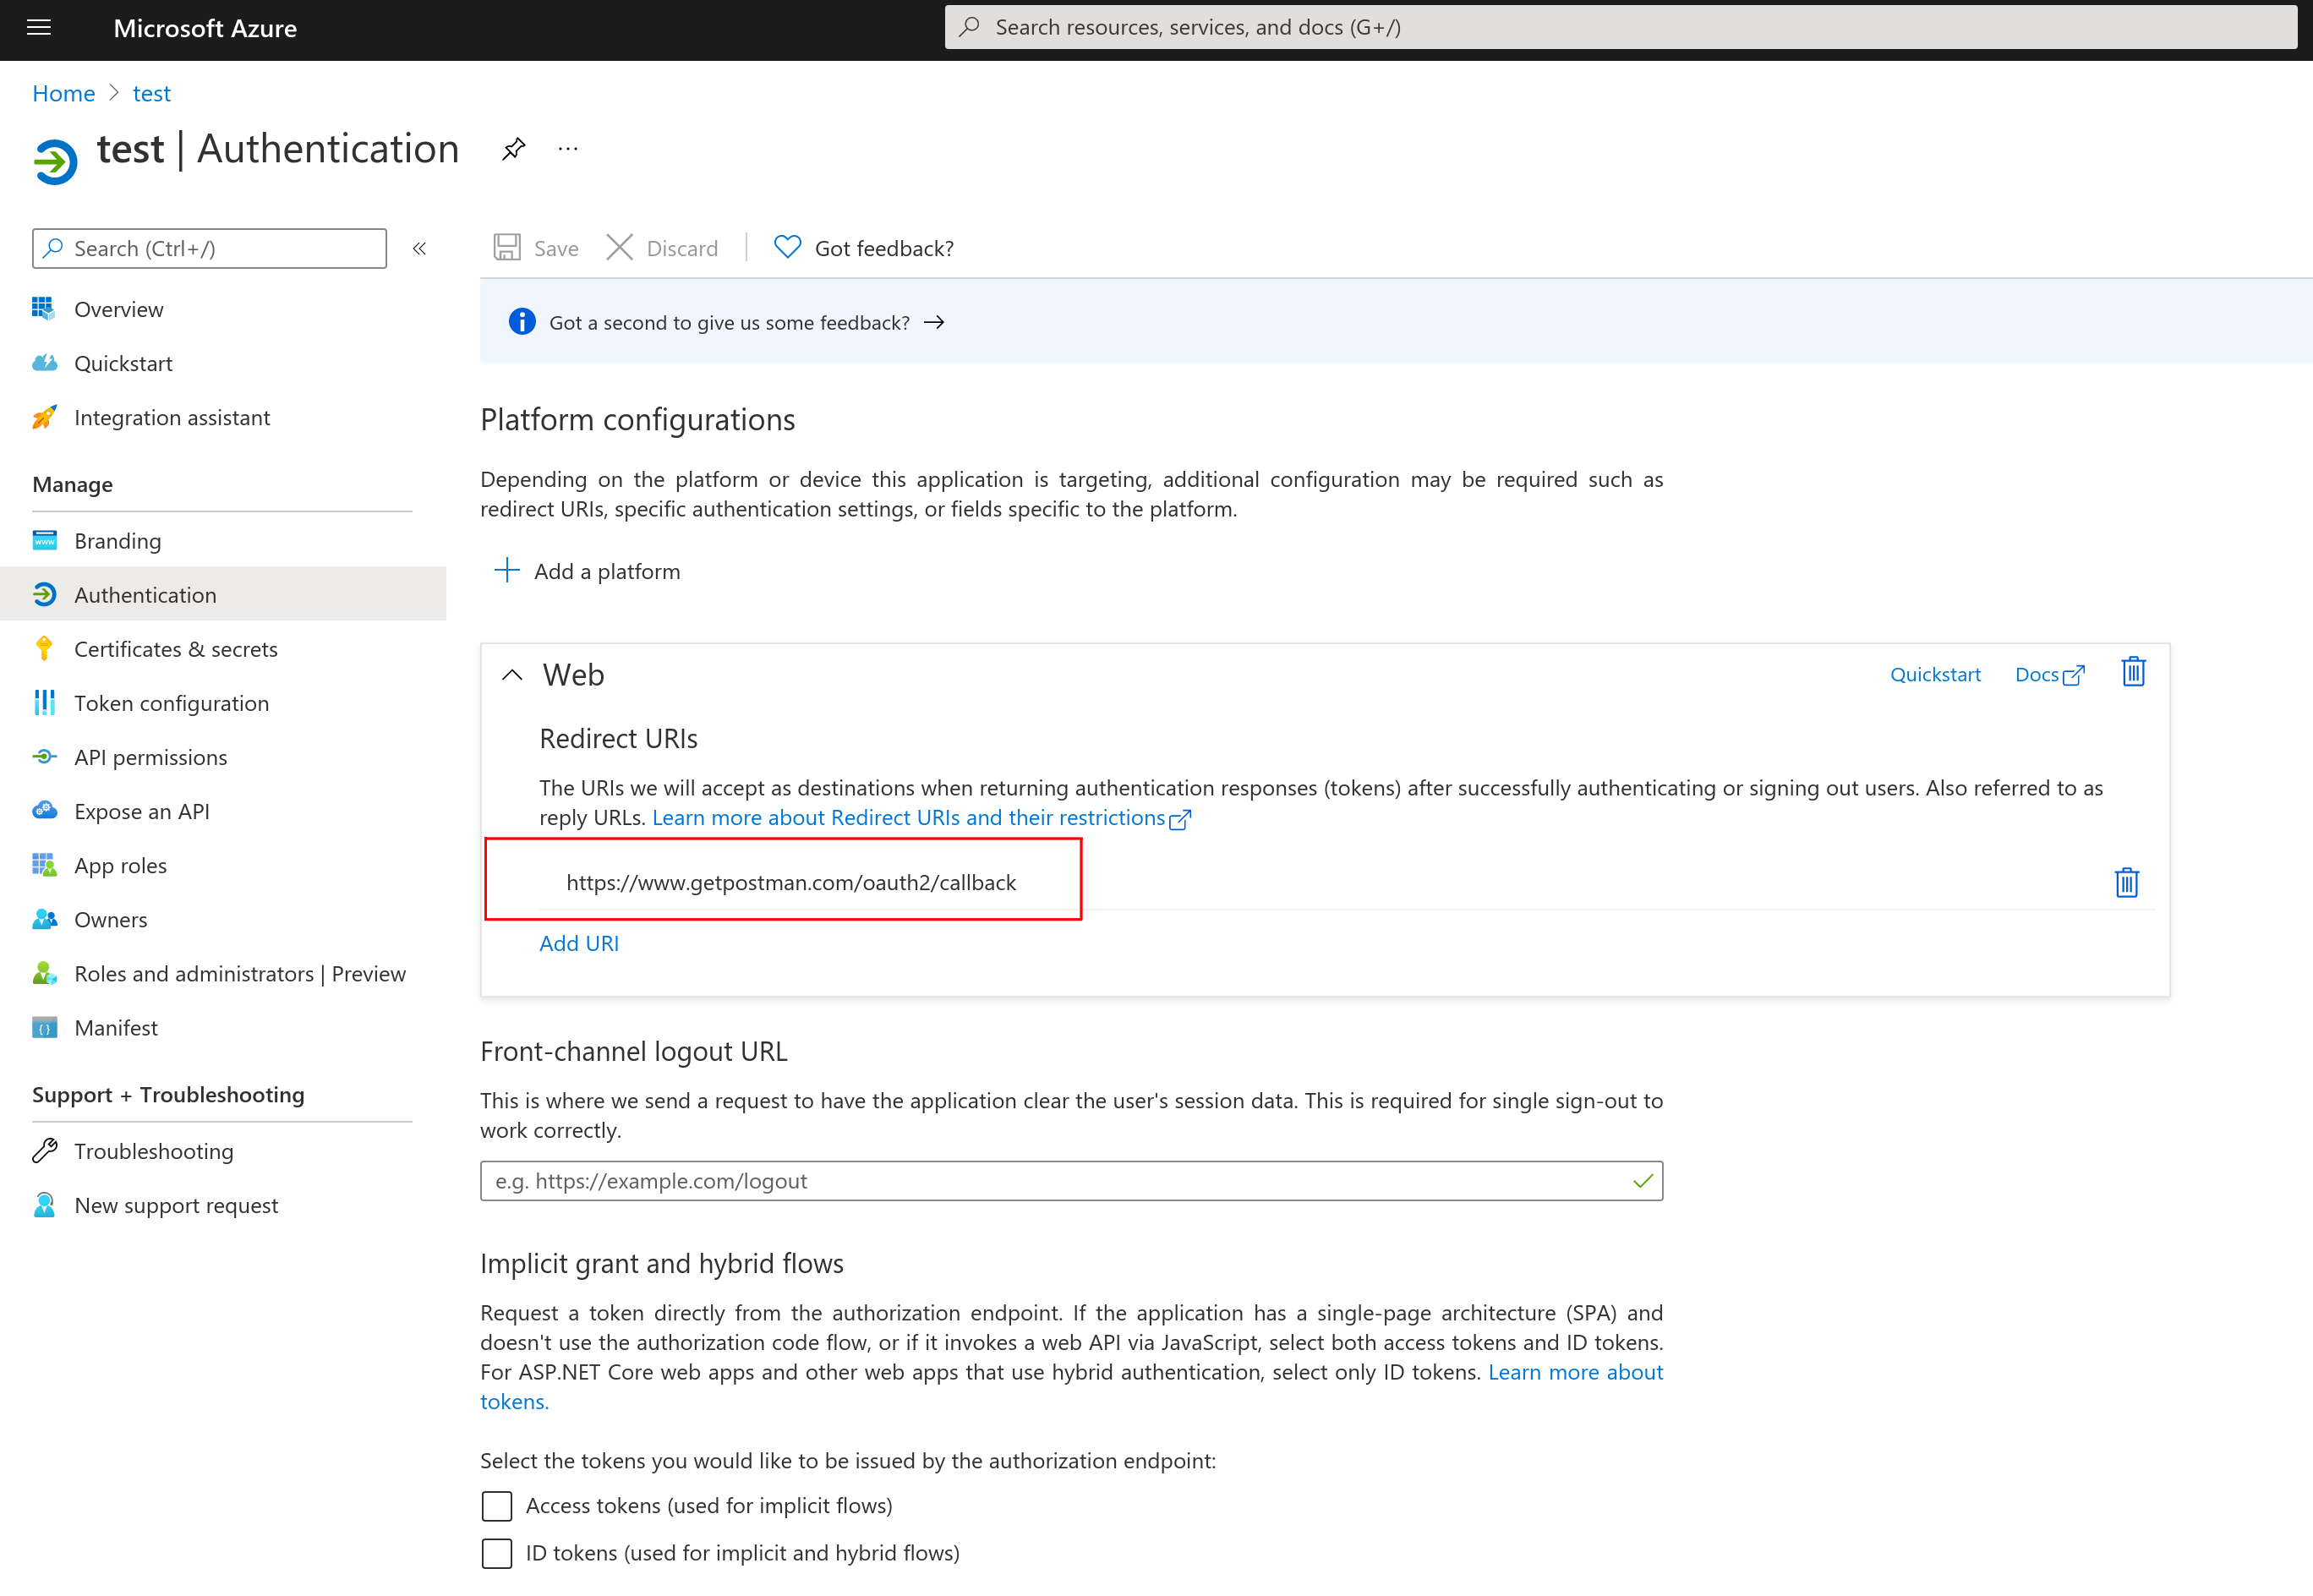 Microsoft Azure
Search resources, services, and docs (G+/)
Home > test
test | Authentication
Search (Ctrl+/)
Overview
Quickstart
Integration assistant
Manage
Branding
Authentication
Certificates & secrets
Token configuration
API permissions
Expose an API
App roles
Owners
Roles and administrators | Preview
Manifest
Support + Troubleshooting
Troubleshooting
New support request
Save
Discard
Got feedback?
Got a second to give us some feedback?
Platform configurations
Depending on the platform or device this application is targeting, additional configuration may be required such as
redirect URIs, specific authentication settings, or fields specific to the platform.
Add a platform
Web
Quickstart
Docs
Redirect URIs
The URIs we will accept as destinations when returning authentication responses (tokens) after successfully authenticating or signing out users. Also referred to as
reply URLs. Learn more about Redirect URIs and their restrictions
https://www.getpostman.com/oauth2/callback
Add URI
Front-channel logout URL
This is where we send a request to have the application clear the user's session data. This is required for single sign-out to
work correctly.
e.g. https://example.com/logout
Implicit grant and hybrid flows
Request a token directly from the authorization endpoint. If the application has a single-page architecture (SPA) and
doesn't use the authorization code flow, or if it invokes a web API via JavaScript, select both access tokens and ID tokens.
For ASP.NET Core web apps and other web apps that use hybrid authentication, select only ID tokens. Learn more about
tokens.
Select the tokens you would like to be issued by the authorization endpoint:
Access tokens (used for implicit flows)
ID tokens (used for implicit and hybrid flows)